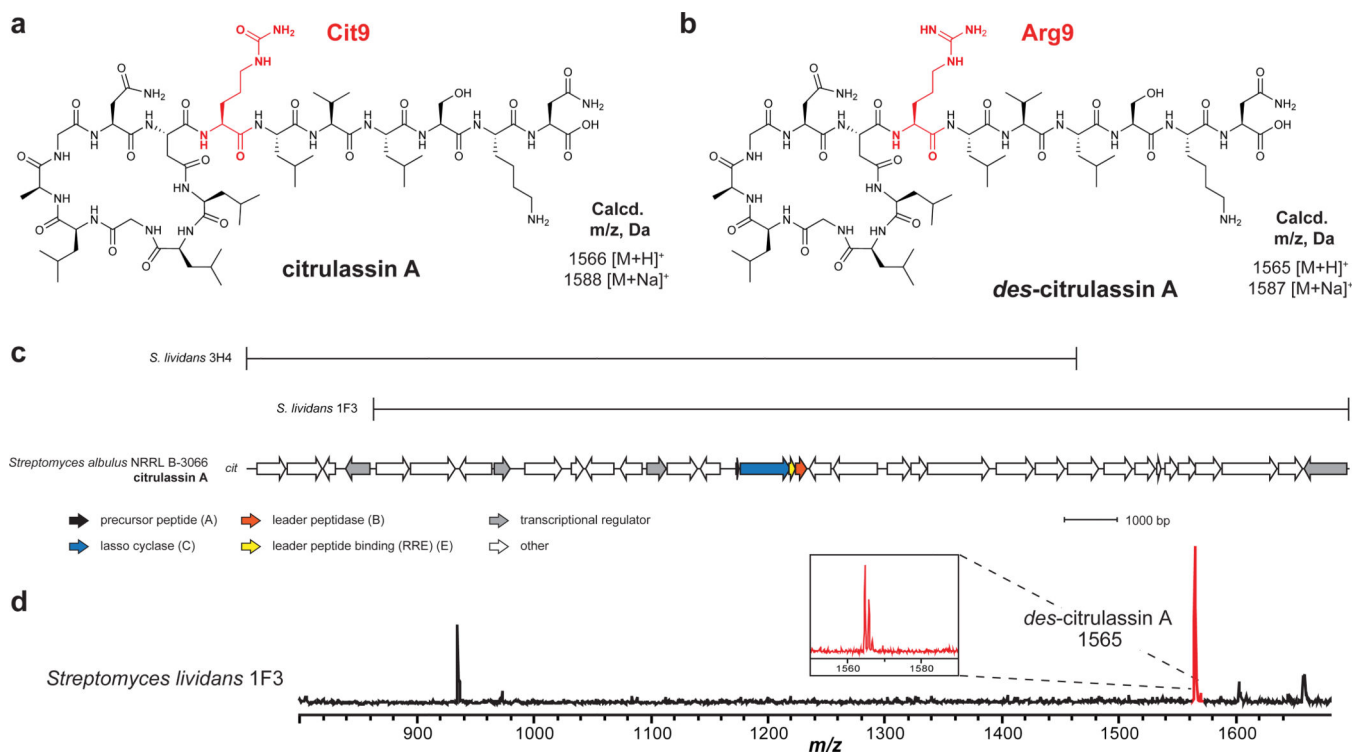 a
Cit9
citrulassin A
Calcd.
m/z, Da
1566 [M+H]⁺
1588 [M+Na]⁺
b
Arg9
des-citrulassin A
Calcd.
m/z, Da
1565 [M+H]⁺
1587 [M+Na]⁺
c
S. lividans 3H4
S. lividans 1F3
Streptomyces albulus NRRL B-3066
citrulassin A
cit
precursor peptide (A)
leader peptidase (B)
transcriptional regulator
lasso cyclase (C)
leader peptide binding (RRE) (E)
other
1000 bp
d
Streptomyces lividans 1F3
1560 1580
des-citrulassin A
1565
900 1000 1100 1200 1300 1400 1500 1600
m/z